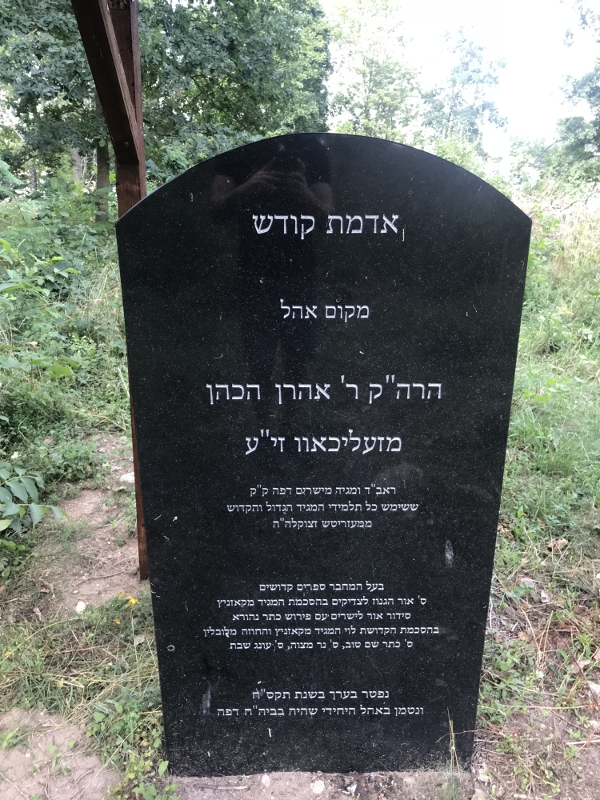 אדמת קודש
מקום אהל
הרה"ק ר' אהרן הכהן
מזעליכאוו זי"ע
ראב"ד ומגיה מישרים דפה ק"ק
ששימש כל תלמידי המגיד הגדול והקדוש
ממעזריטש זצוקלה"ה
בעל המחבר ספרים קדושים
ס' אור הגנוז לצדיקים בהסכמת המגיד מקאזניץ
סידור אור לישרים עם פירוש כתר נהורא
בהסכמת הקדושת לוי המגיד מקאזניץ והחוזה מלובלין
ס' כתר שם טוב, ס' נר מצוה, ס' עונג שבת
נפטר בערך בשנת תקס"ח
ונטמן באהל היחידי שהיה בביה"ח דפה